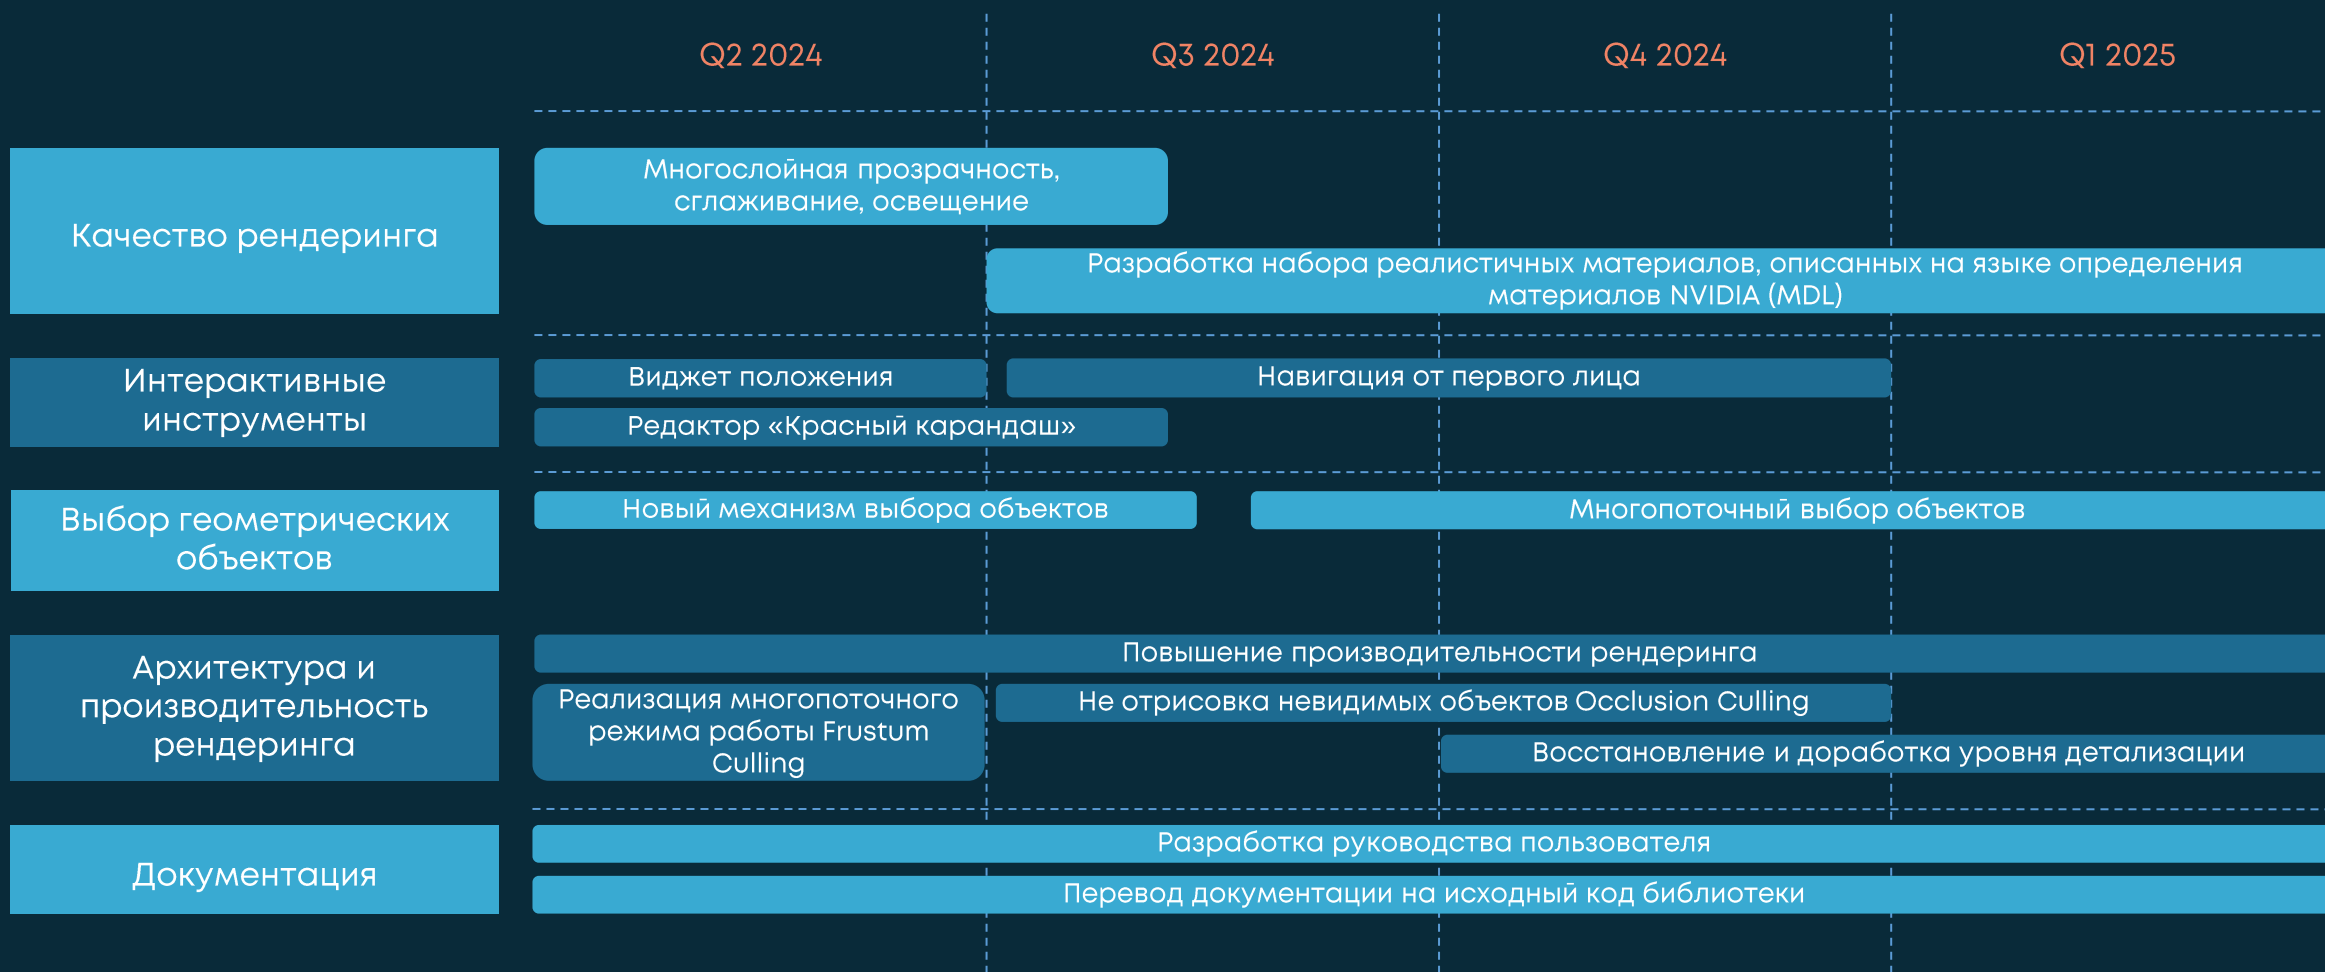 Q2 2024
Q3 2024
Q4 2024
Q1 2025
Качество рендеринга
Многослойная прозрачность,
сглаживание, освещение
Разработка набора реалистичных материалов, описанных на языке определения
материалов NVIDIA (MDL)
Интерактивные
инструменты
Виджет положения
Навигация от первого лица
Редактор «Красный карандаш»
Выбор геометрических
объектов
Новый механизм выбора объектов
Многопоточный выбор объектов
Архитектура и
производительность
рендеринга
Повышение производительности рендеринга
Реализация многопоточного
режима работы Frustum
Culling
Не отрисовка невидимых объектов Occlusion Culling
Восстановление и доработка уровня детализации
Документация
Разработка руководства пользователя
Перевод документации на исходный код библиотеки